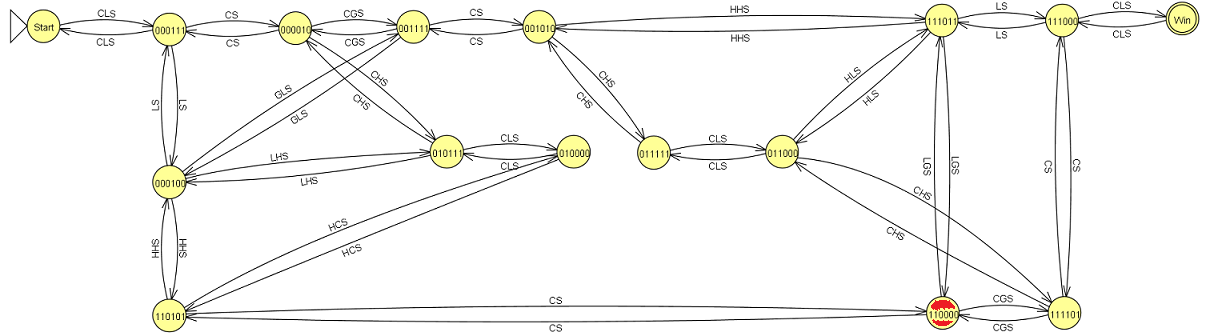 CLS
HHS
LS
CLS
CS
CGS
CS
Start
000111
000010
001111
001010
111011
111000
Win
CLS
CS
CGS
CS
HHS
LS
CLS
CHS
CHS
HLS
GLS
CHS
CHS
HLS
LS
LS
GLS
CLS
CLS
LHS
010111
010000
011111
011000
CLS
CLS
LGS
LGS
CS
CS
000100
LHS
CHS
HCS
CHS
HHS
HHS
HCS
CS
CGS
110101
110000
111101
CS
CGS